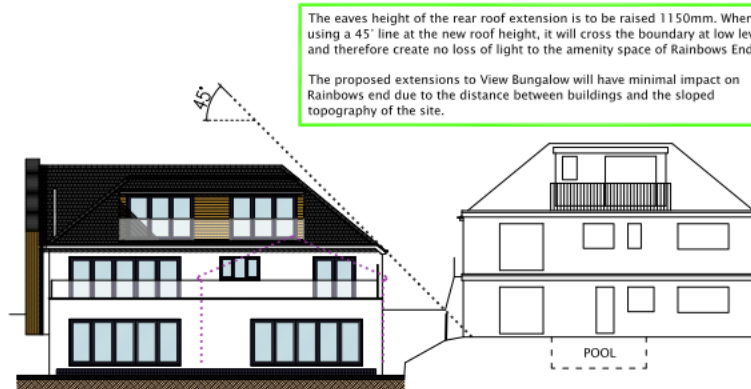 The eaves height of the rear roof extension is to be raised 1150mm. When
using a 45° line at the new roof height, it will cross the boundary at low
and therefore create no loss of light to the amenity space of Rainbows End
The proposed extensions to View Bungalow will have minimal impact on
Rainbows end due to the distance between buildings and the sloped
topography of the site.
45°
POOL